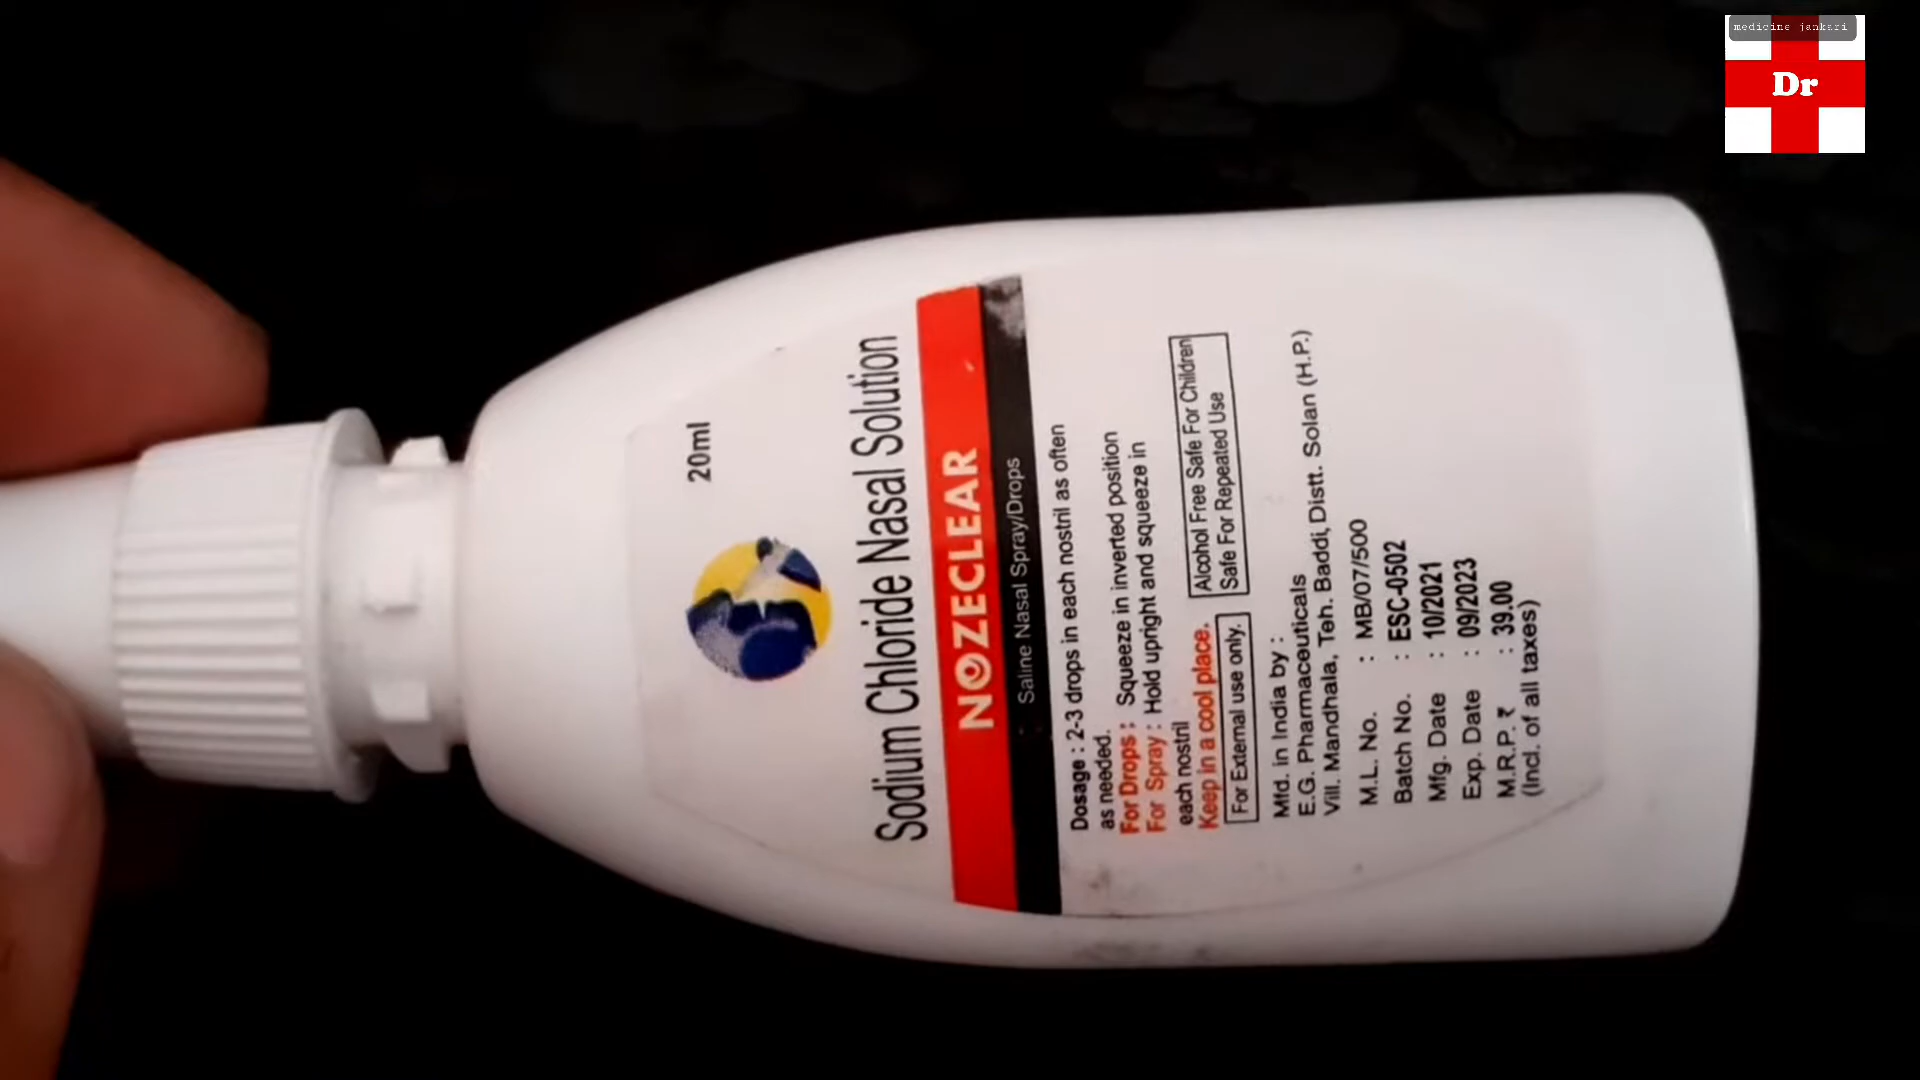 medicine jankari
Dr
20ml
Sodium Chloride Nasal Solution
NOZECLEAR
Saline Nasal Spray/Drops
Dosage : 2-3 drops in each nostril as often
as needed.
For Drops : Squeeze in inverted position
For Spray : Hold upright and squeeze in
each nostril
Keep in a cool place.
For External use only.
Alcohol Free Safe For Children
Safe For Repeated Use
Mfd. in India by :
E.G. Pharmaceuticals
Vill. Mandhala, Teh. Baddi, Distt. Solan (H.P.)
M.L. No. : MB/07/500
Batch No. : ESC-0502
Mfg. Date : 10/2021
Exp. Date : 09/2023
M.R.P. ₹ : 39.00
(Incl. of all taxes)